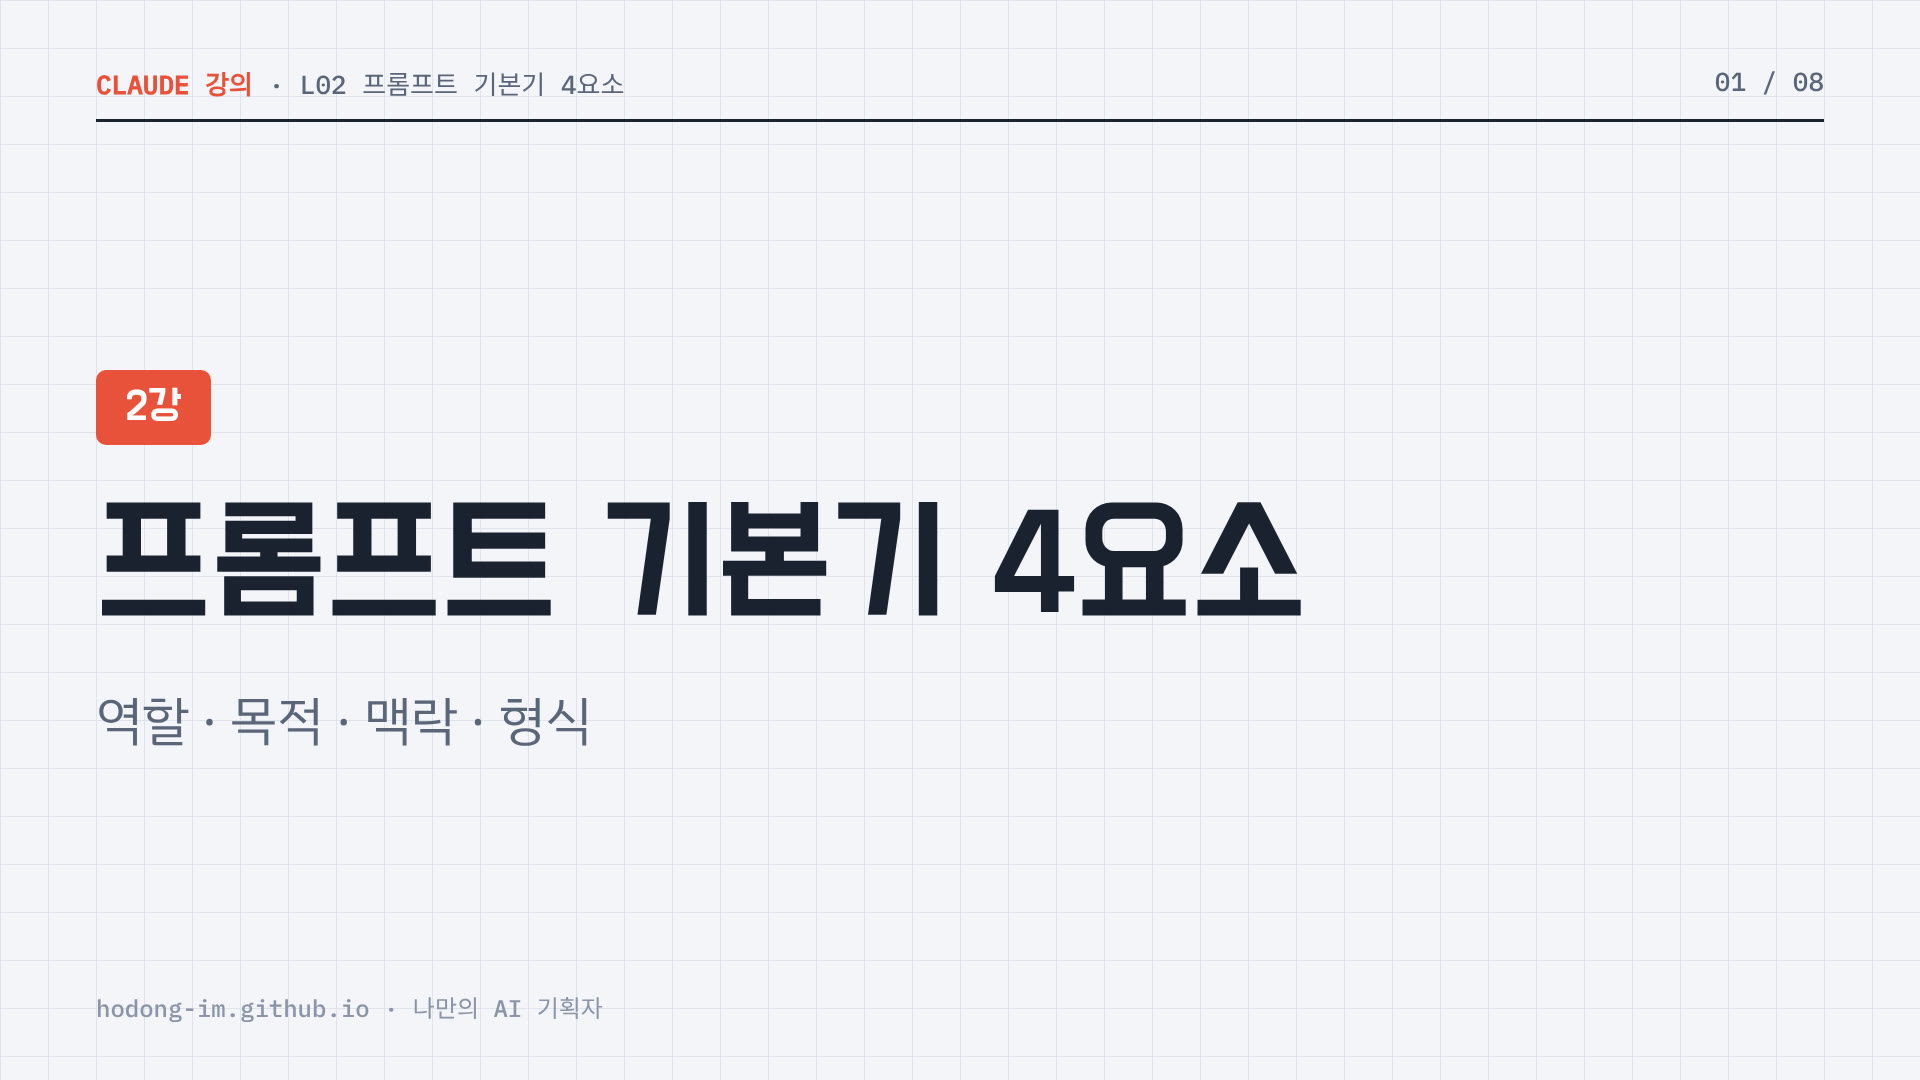 CLAUDE 강의 · L02 프롬프트 기본기 4요소
01 / 08
2강
프롬프트 기본기 4요소
역할 · 목적 · 맥락 · 형식
hodong-im.github.io · 나만의 AI 기획자